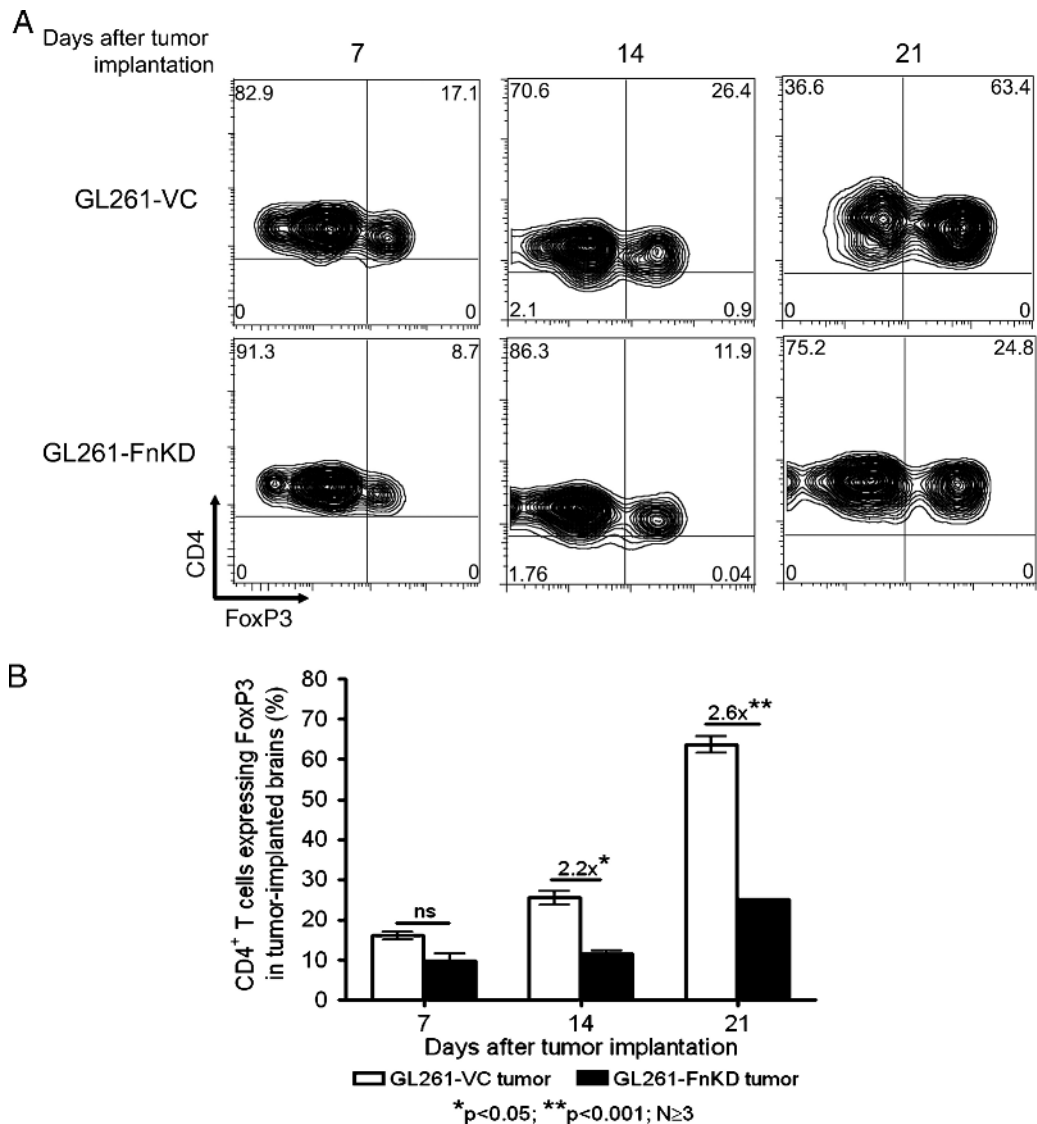 A
Days after tumor
implantation
7
14
21
GL261-VC
82.9
17.1
0
0
70.6
26.4
2.1
0.9
36.6
63.4
0
0
GL261-FnKD
91.3
8.7
0
0
86.3
11.9
1.76
0.04
75.2
24.8
0
0
CD4
FoxP3
B
CD4⁺ T cells expressing FoxP3
in tumor-implanted brains (%)
80
70
60
50
40
30
20
10
0
ns
2.2x*
2.6x**
7
14
21
Days after tumor implantation
GL261-VC tumor
GL261-FnKD tumor
*p<0.05; **p<0.001; N≥3